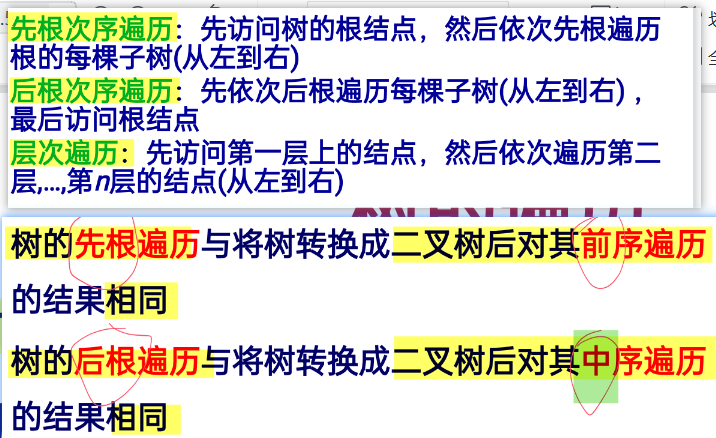 先根次序遍历：先访问树的根结点，然后依次先根遍历
根的每棵子树(从左到右)
后根次序遍历：先依次后根遍历每棵子树(从左到右)，
最后访问根结点
层次遍历：先访问第一层上的结点，然后依次遍历第二
层,...,第n层的结点(从左到右)
树的先根遍历与将树转换成二叉树后对其前序遍历
的结果相同
树的后根遍历与将树转换成二叉树后对其中序遍历
的结果相同